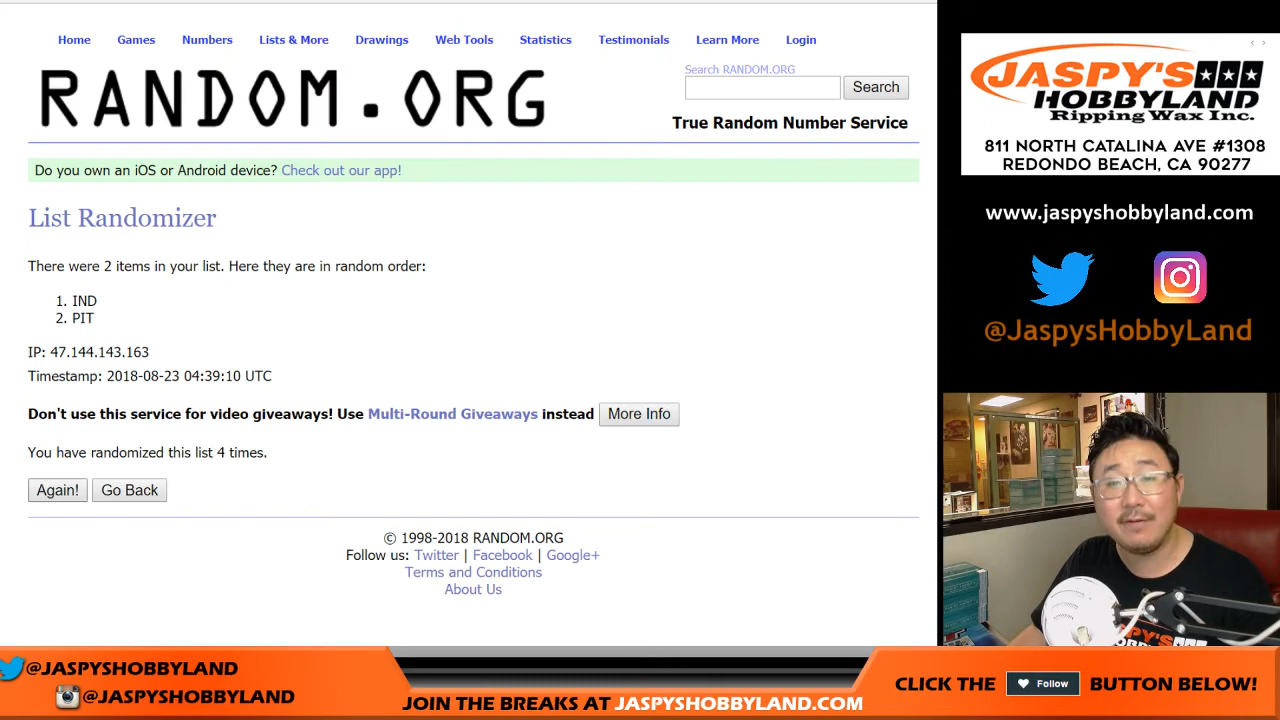 Home Games Numbers Lists & More Drawings Web Tools Statistics Testimonials Learn More Login
RANDOM.ORG
Search RANDOM.ORG
Search
True Random Number Service
Do you own an iOS or Android device? Check out our app!
List Randomizer
There were 2 items in your list. Here they are in random order:
1. IND
2. PIT
IP: 47.144.143.163
Timestamp: 2018-08-23 04:39:10 UTC
Don't use this service for video giveaways! Use Multi-Round Giveaways instead More Info
You have randomized this list 4 times.
Again! Go Back
© 1998-2018 RANDOM.ORG
Follow us: Twitter | Facebook | Google+
Terms and Conditions
About Us
JASPY'S
HOBBYLAND
Ripping Wax Inc.
811 NORTH CATALINA AVE #1308
REDONDO BEACH, CA 90277
www.jaspyshobbyland.com
@JaspysHobbyLand
JASPY'S
@JASPYSHOBBYLAND
@JASPYSHOBBYLAND
JOIN THE BREAKS AT JASPYSHOBBYLAND.COM
CLICK THE Follow BUTTON BELOW!